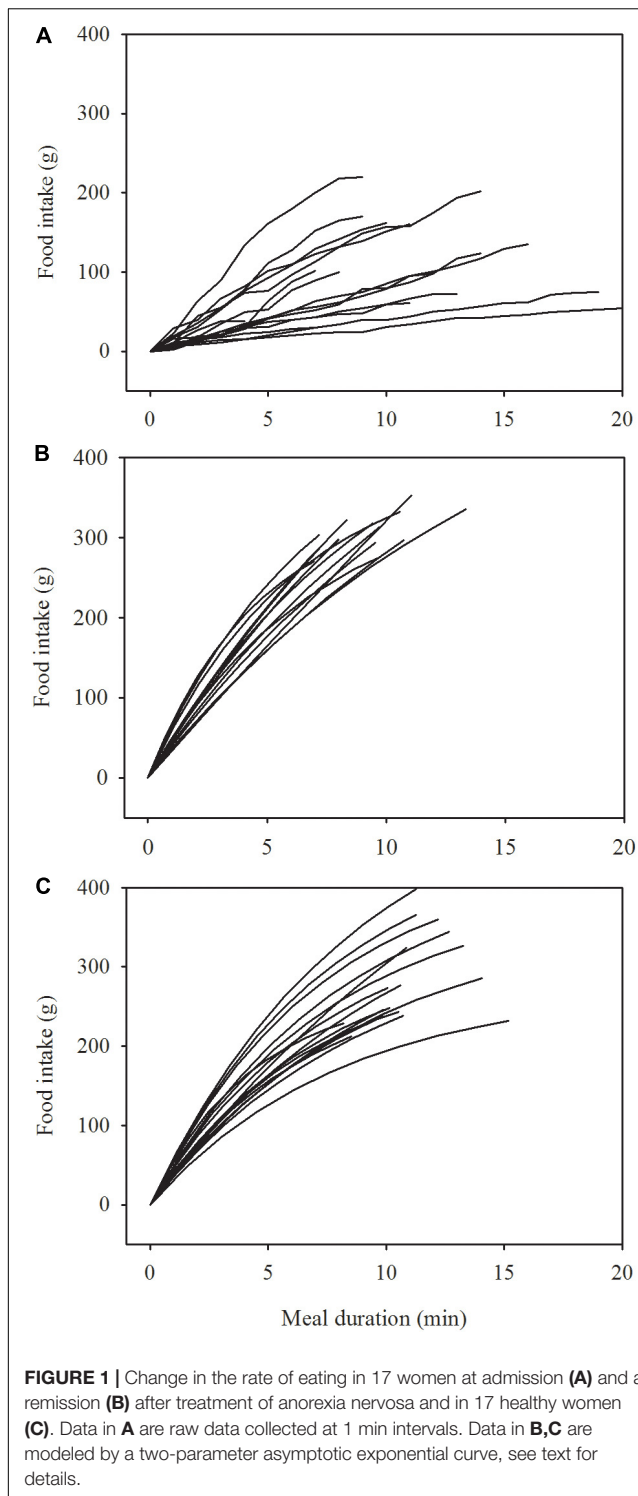 A
400
300
200
100
0
Food intake (g)
0 5 10 15 20
B
400
300
200
100
0
Food intake (g)
0 5 10 15 20
C
400
300
200
100
0
Food intake (g)
0 5 10 15 20
Meal duration (min)
FIGURE 1 | Change in the rate of eating in 17 women at admission (A) and a
remission (B) after treatment of anorexia nervosa and in 17 healthy women
(C). Data in A are raw data collected at 1 min intervals. Data in B,C are
modeled by a two-parameter asymptotic exponential curve, see text for
details.